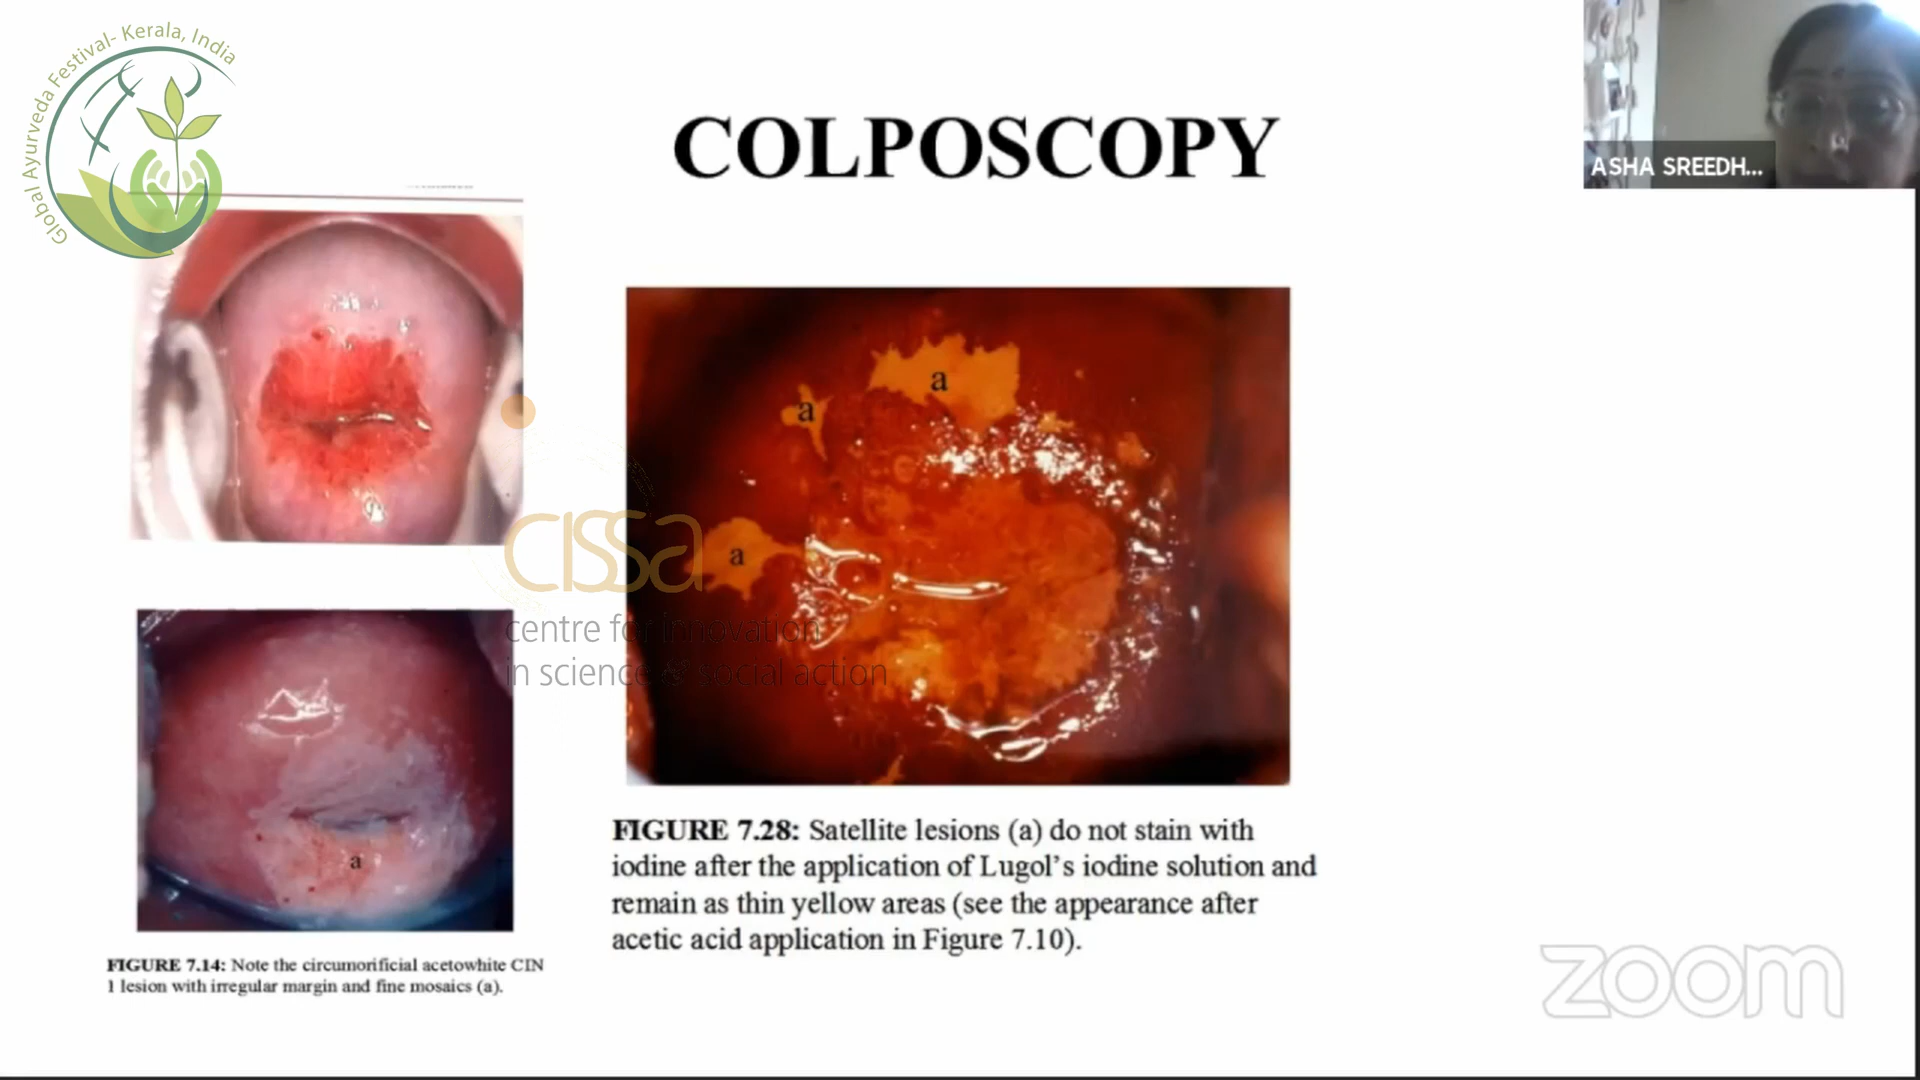 Global Ayurveda Festival- Kerala, India
COLPOSCOPY
ASHA SREEDH...
a
a
a
cissa
centre for innovation
in science & social action
a
FIGURE 7.28: Satellite lesions (a) do not stain with
iodine after the application of Lugol's iodine solution and
remain as thin yellow areas (see the appearance after
acetic acid application in Figure 7.10).
FIGURE 7.14: Note the circumorificial acetowhite CIN
1 lesion with irregular margin and fine mosaics (a).
zoom